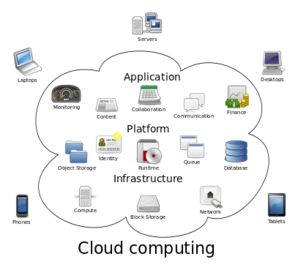 Servers
Laptops
Desktops
Application
Monitoring
Content
Collaboration
Communication
Finance
Platform
Object Storage
Identity
Runtime
Queue
Database
Infrastructure
Compute
Block Storage
Network
Phones
Tablets
Cloud computing